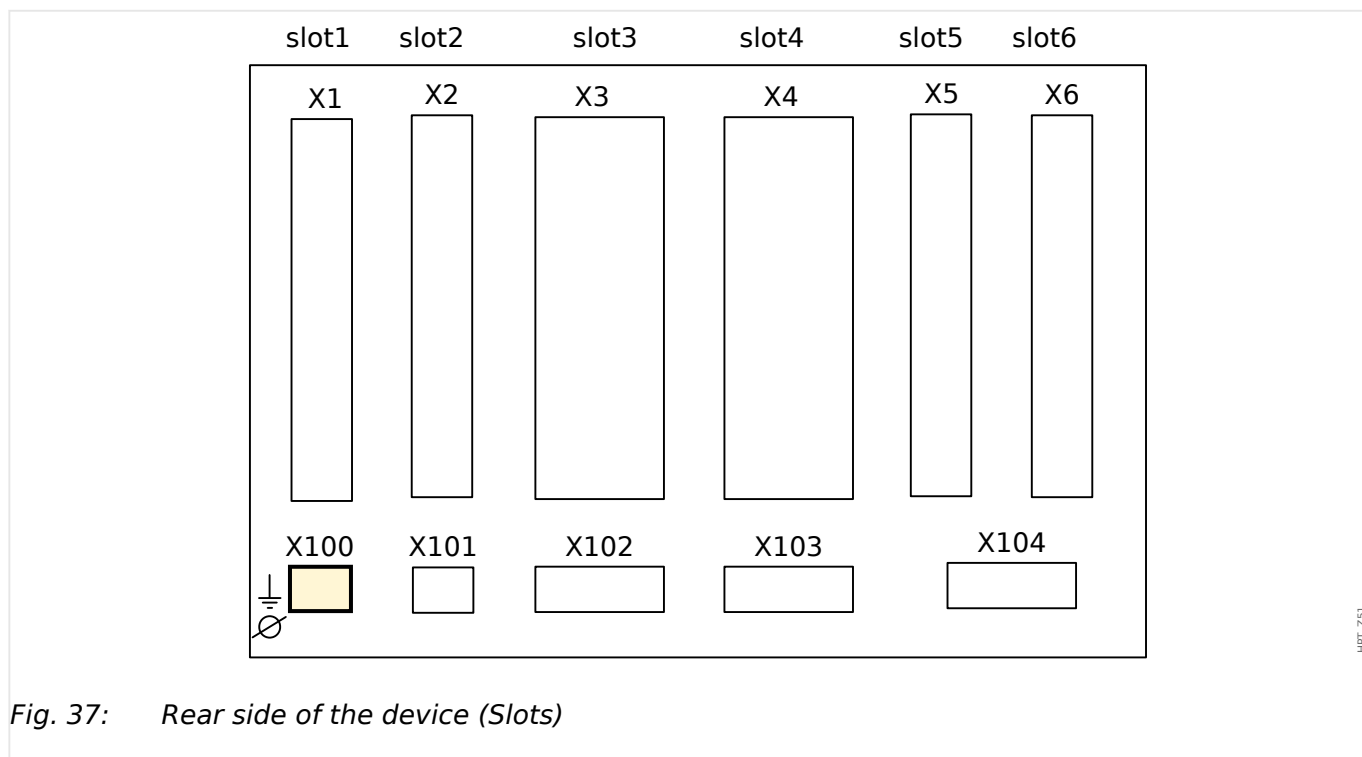 slot1 slot2 slot3 slot4 slot5 slot6
X1 X2 X3 X4 X5 X6
X100 X101 X102 X103 X104
Fig. 37: Rear side of the device (Slots)